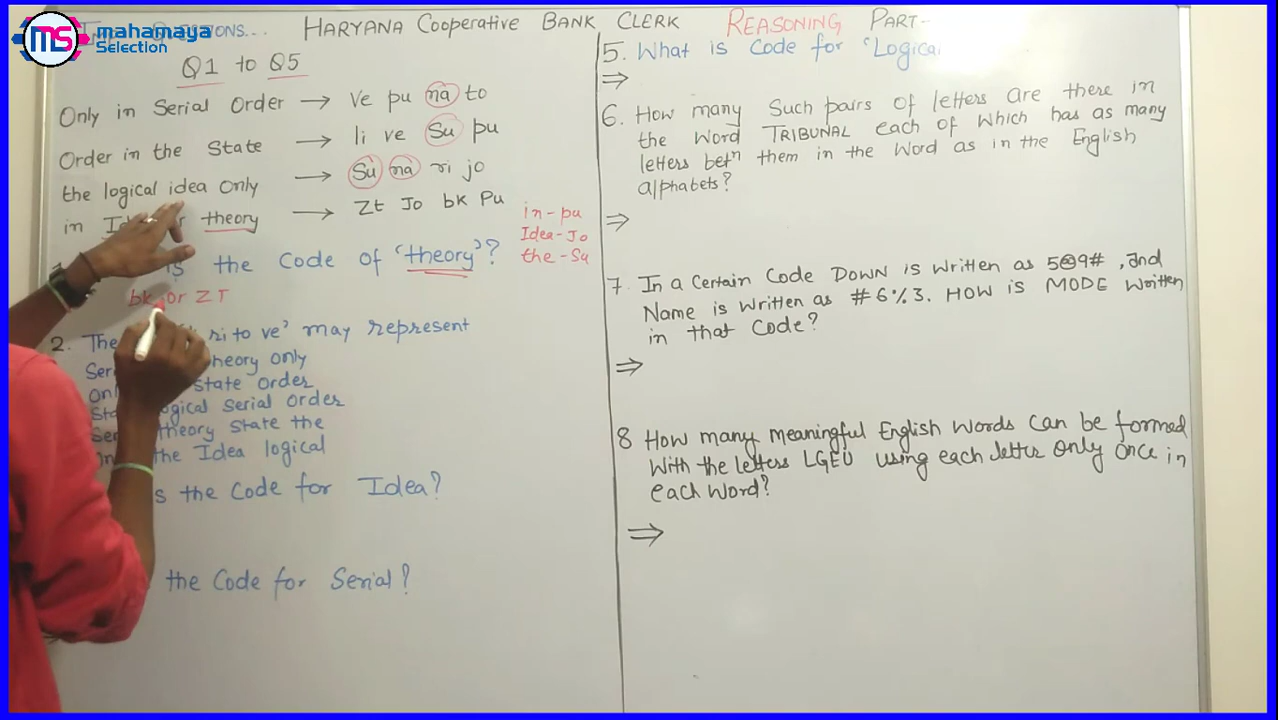 mahamaya
Selection
HARYANA Cooperative BANK CLERK REASONING PART-
Q1 to Q5
Only in Serial Order → ve pu na to
Order in the State → li ve Su pu
the logical idea Only → Su na ri jo
in theory → Zt Jo bK Pu
in - pu
Idea - Jo
the - Su
is the Code of 'theory'?
bk or ZT
2. The ri to ve' may represent
theory only
State Order
logical Serial Order
theory State the
the Idea logical
the Code for Idea?
the Code for Serial?
5. What is Code for 'Logical
⇒
6. How many Such pairs of letters are there in
the Word TRIBUNAL each of which has as many
letters betn them in the Word as in the English
alphabets?
⇒
7. In a Certain Code DOWN is Written as 5@9# , and
Name is Written as #6%3. HOW is MODE Written
in that Code?
⇒
8 How many meaningful English Words Can be formed
With the letters LGEU using each letter Only Once in
each Word?
⇒